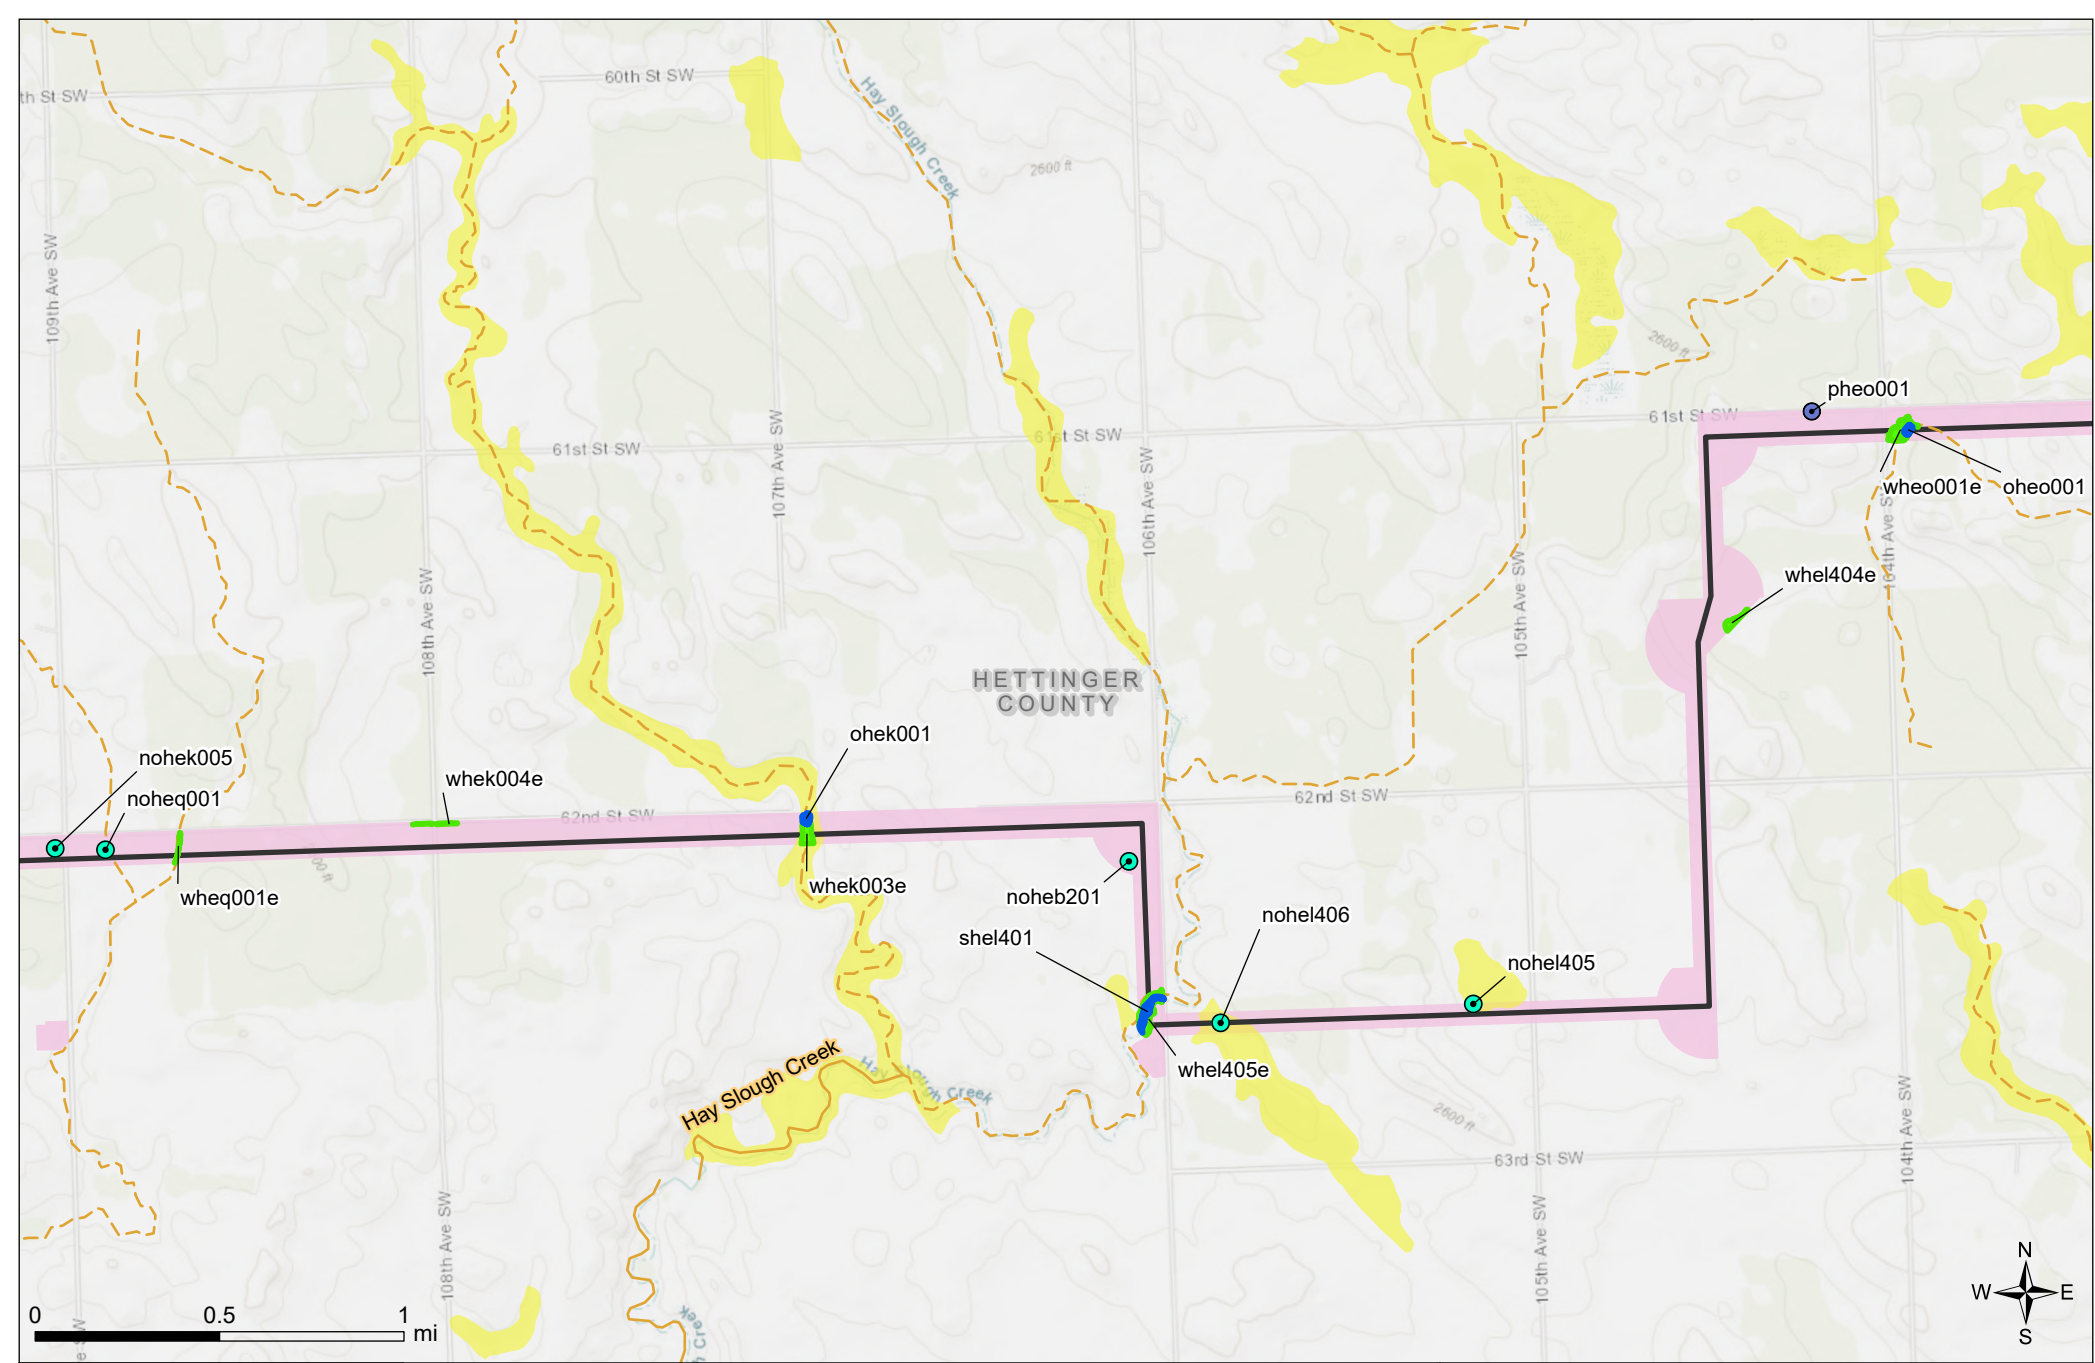 60th St SW
th St SW
Hay Slough Creek
2600 ft
109th Ave SW
2600 ft
pheo001
61st St SW
61st St SW
61st St SW
107th Ave SW
106th Ave SW
wheo001e
oheo001
104th Ave SW
108th Ave SW
105th Ave SW
whel404e
HETTINGER
COUNTY
ohek001
nohek005
whek004e
noheq001
62nd St SW
62nd St SW
00 ft
whek003e
wheq001e
noheb201
nohel406
shel401
nohel405
Hay Slough Creek
whel405e
Creek
2600 ft
63rd St SW
104th Ave SW
108th Ave SW
105th Ave SW
N
W E
S
0 0.5 1
mi
Creek
e SW